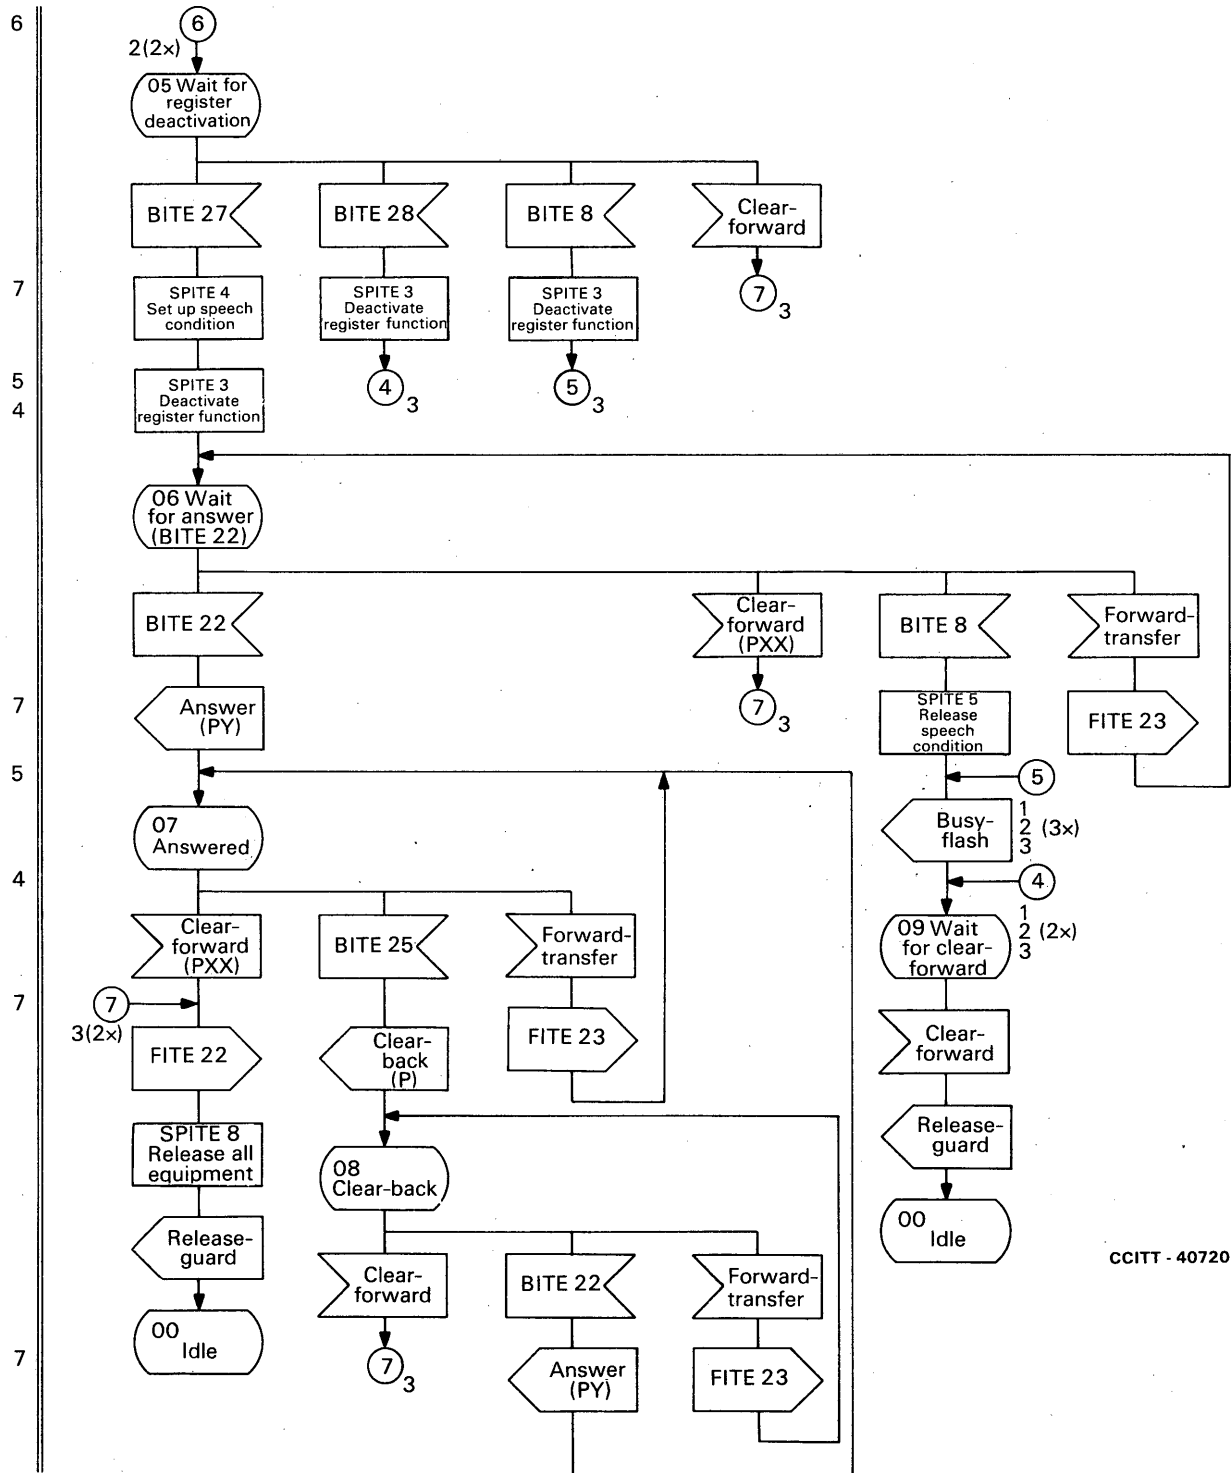 6
6
2(2×)
05 Wait for
register
deactivation
BITE 27
BITE 28
BITE 8
Clear-
forward
7
SPITE 4
Set up speech
condition
SPITE 3
Deactivate
register function
SPITE 3
Deactivate
register function
7
3
5
4
SPITE 3
Deactivate
register function
4
3
5
3
06 Wait
for answer
(BITE 22)
BITE 22
Clear-
forward
(PXX)
BITE 8
Forward-
transfer
7
Answer
(PY)
7
3
SPITE 5
Release
speech
condition
FITE 23
5
5
07
Answered
Busy-
flash
1
2 (3×)
3
4
4
Clear-
forward
(PXX)
BITE 25
Forward-
transfer
09 Wait
for clear-
forward
1
2 (2×)
3
7
7
3(2×)
FITE 22
Clear-
back
(P)
FITE 23
Clear-
forward
SPITE 8
Release all
equipment
08
Clear-back
Release-
guard
Release-
guard
Clear-
forward
BITE 22
Forward-
transfer
00
Idle
CCITT - 40720
00
Idle
7
7
3
Answer
(PY)
FITE 23